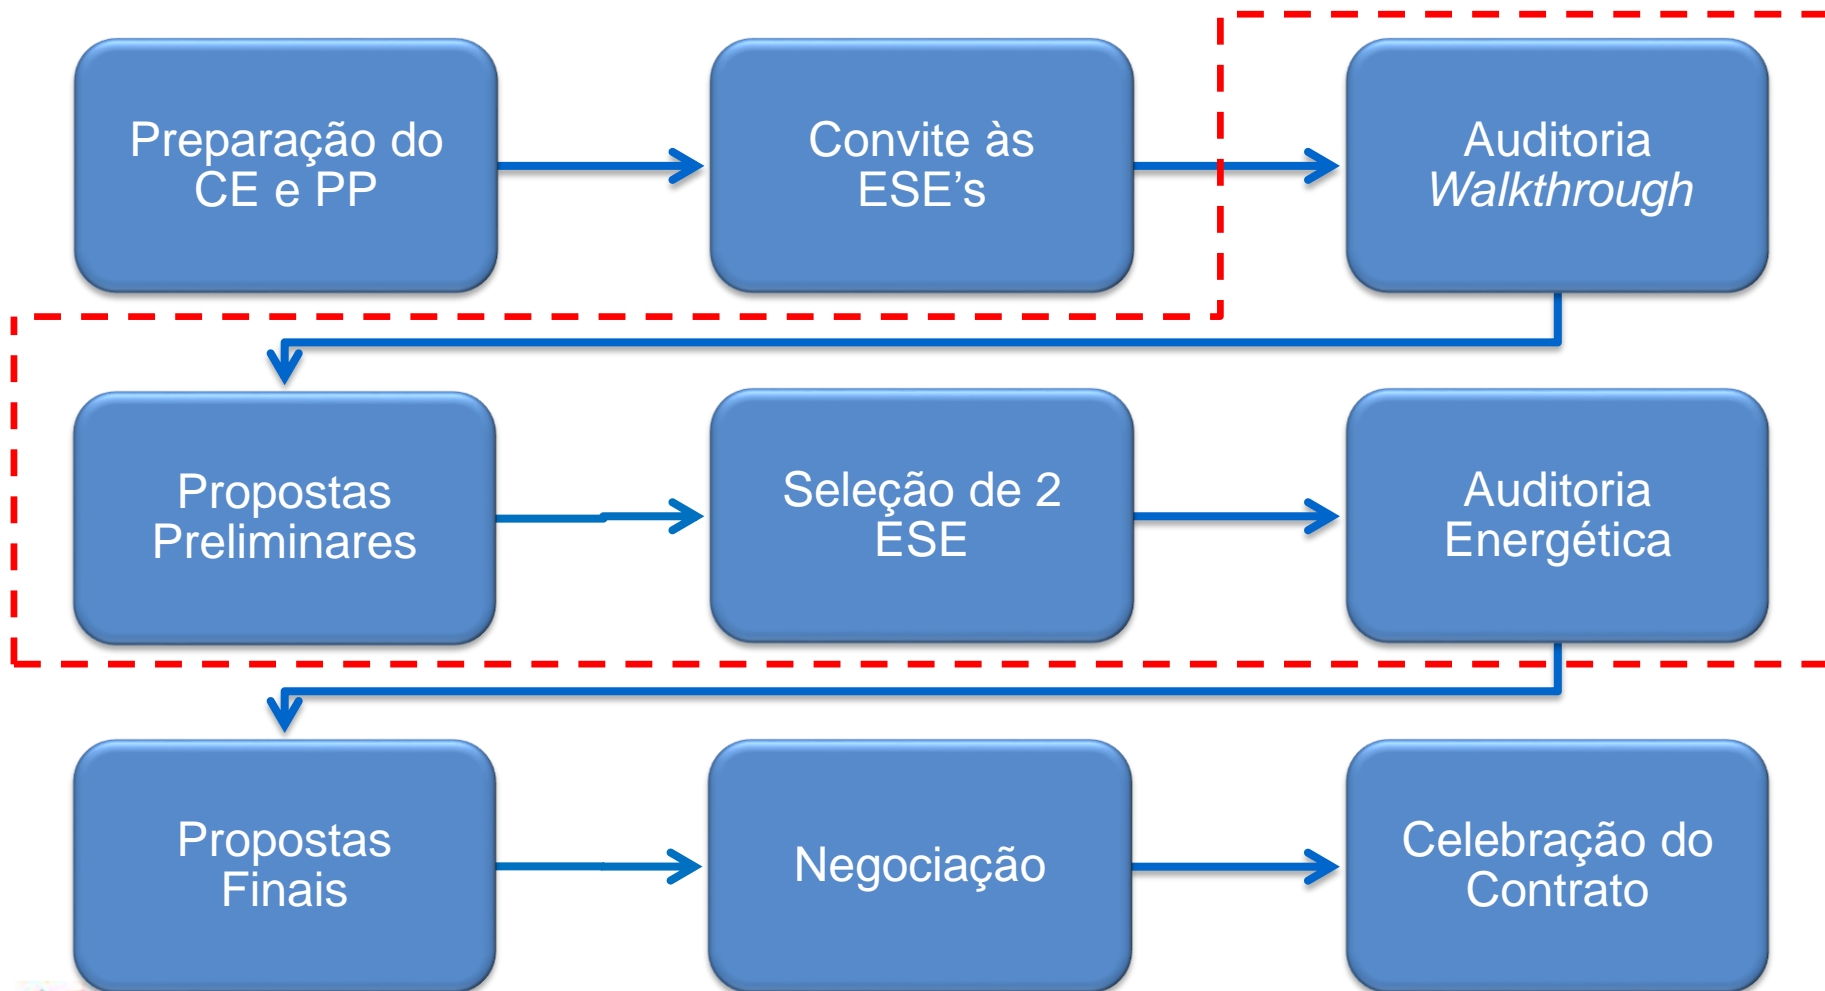 Preparação do
CE e PP
Convite às
ESE’s
Auditoria
Walkthrough
Propostas
Preliminares
Seleção de 2
ESE
Auditoria
Energética
Propostas
Finais
Negociação
Celebração do
Contrato